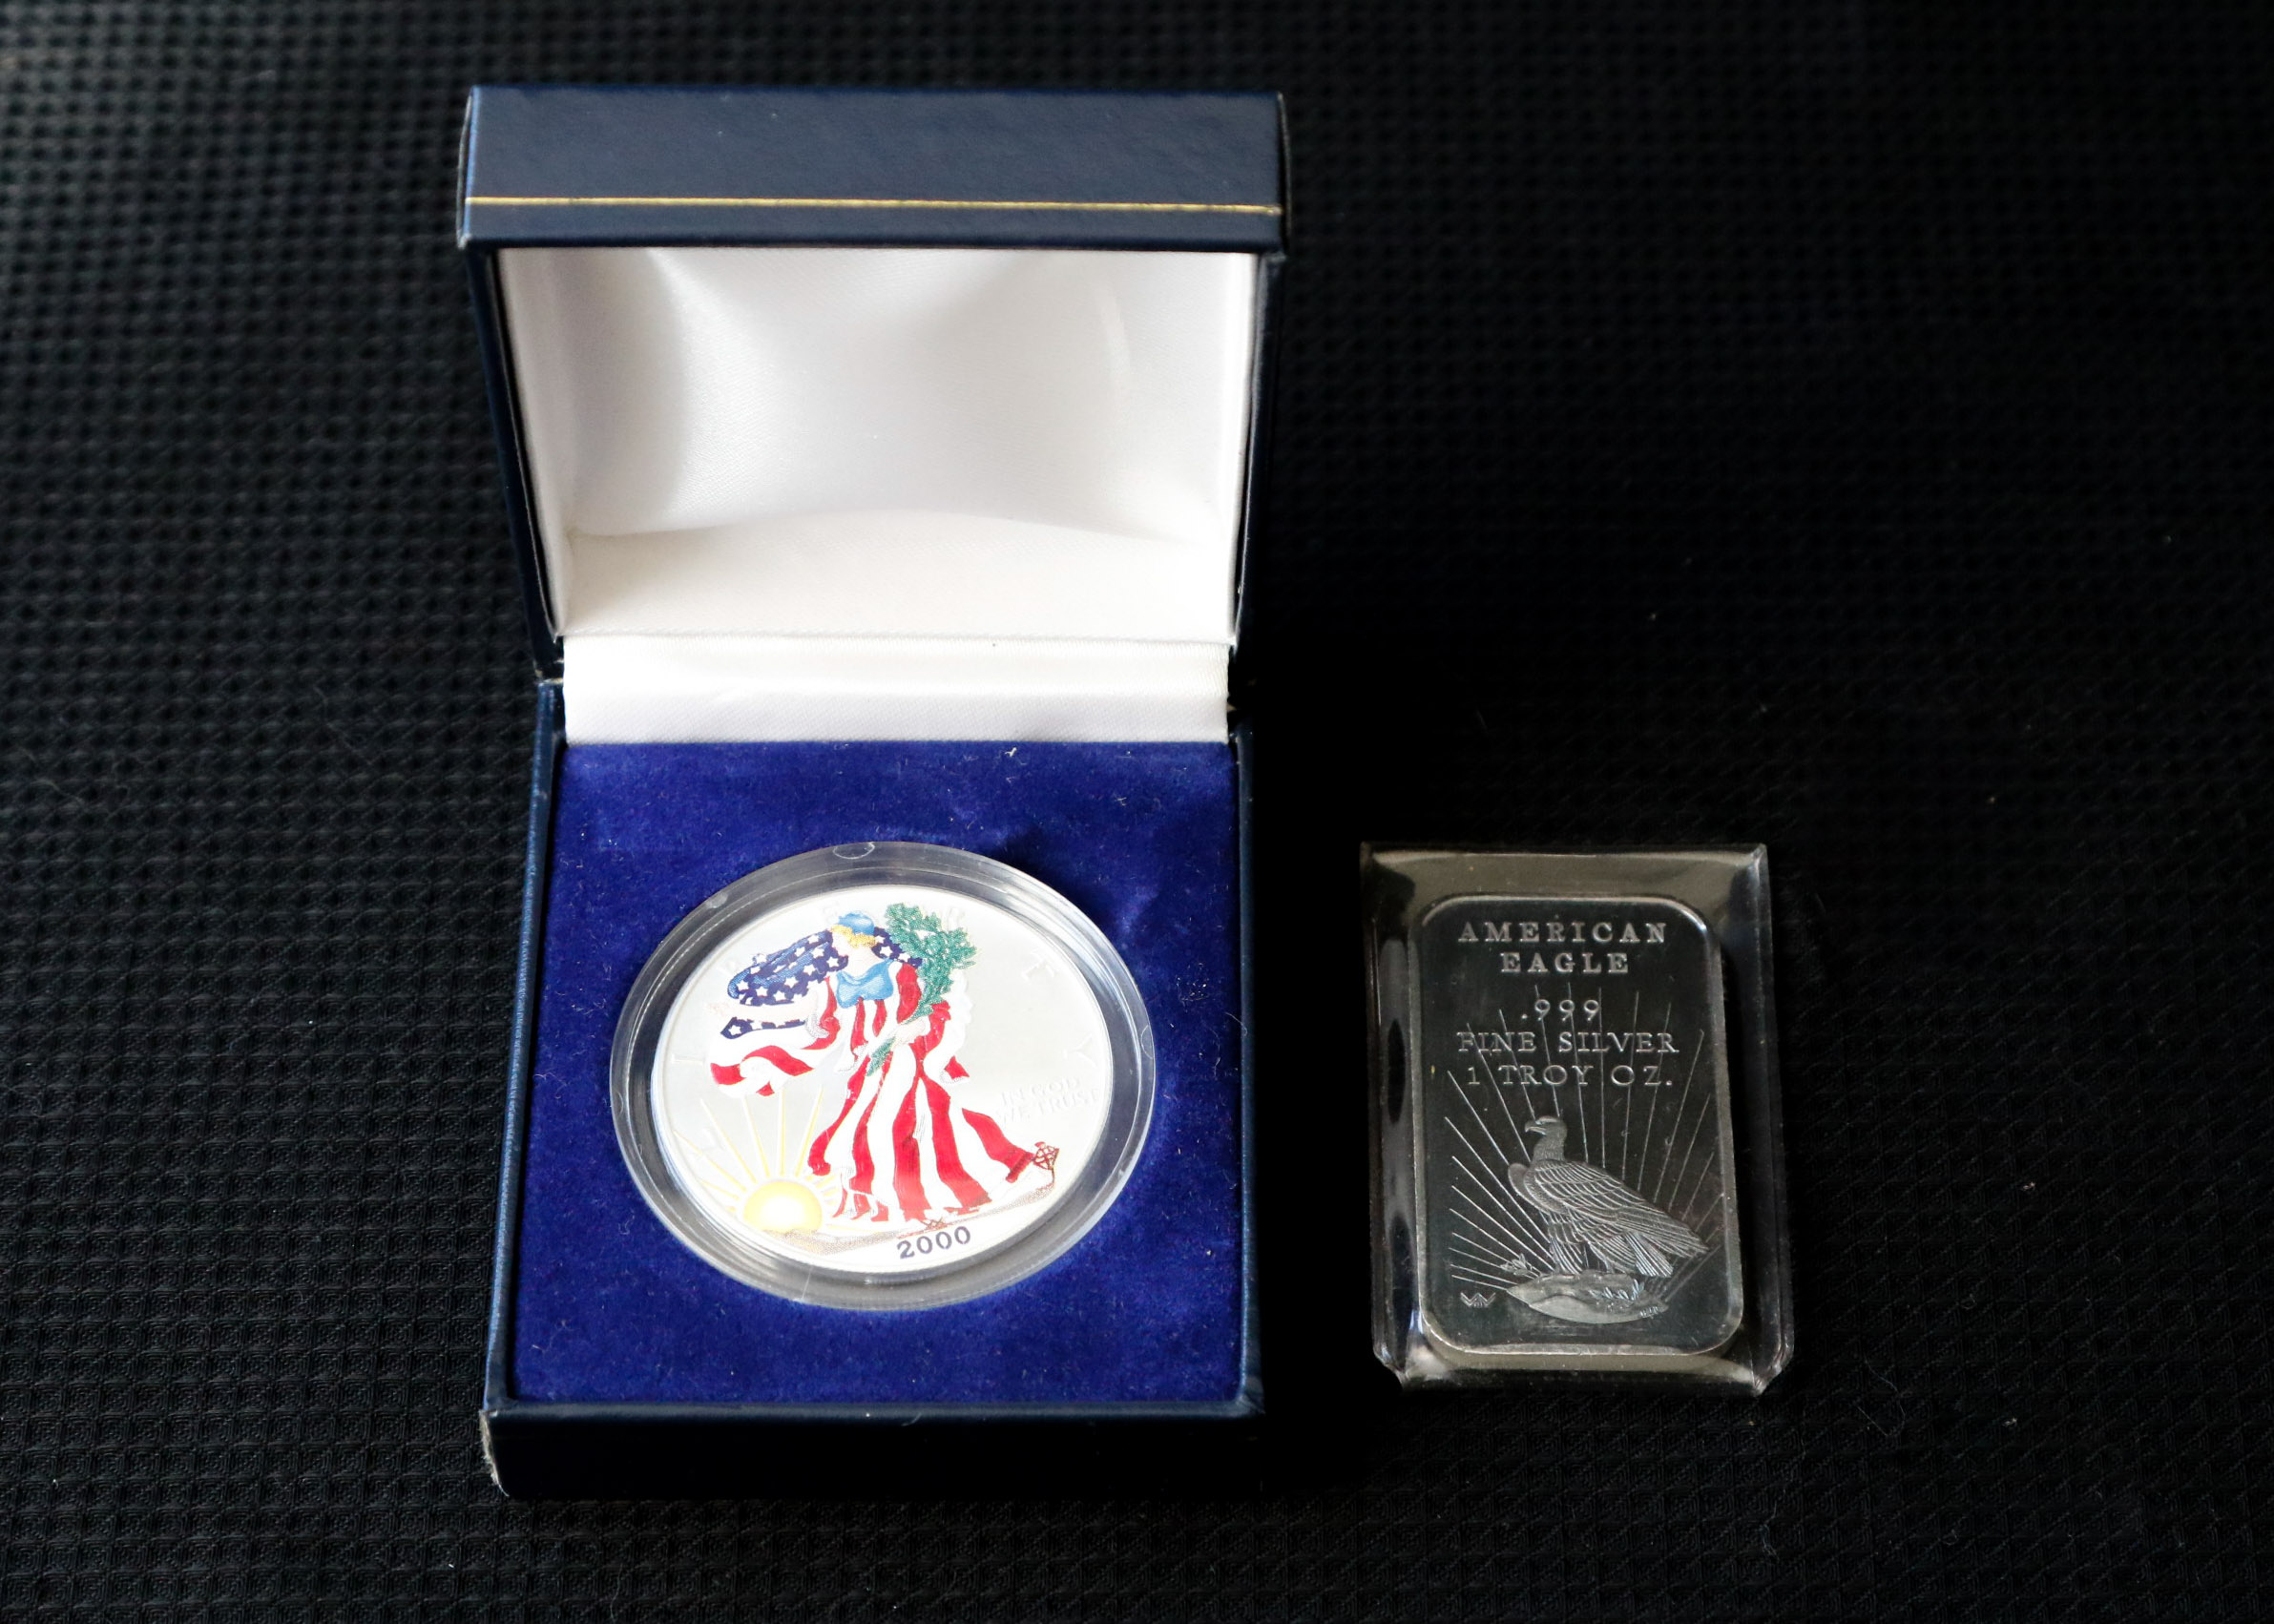 IN GOD
WE TRUST
2000
AMERICAN
EAGLE
.999
FINE SILVER
1 TROY OZ.